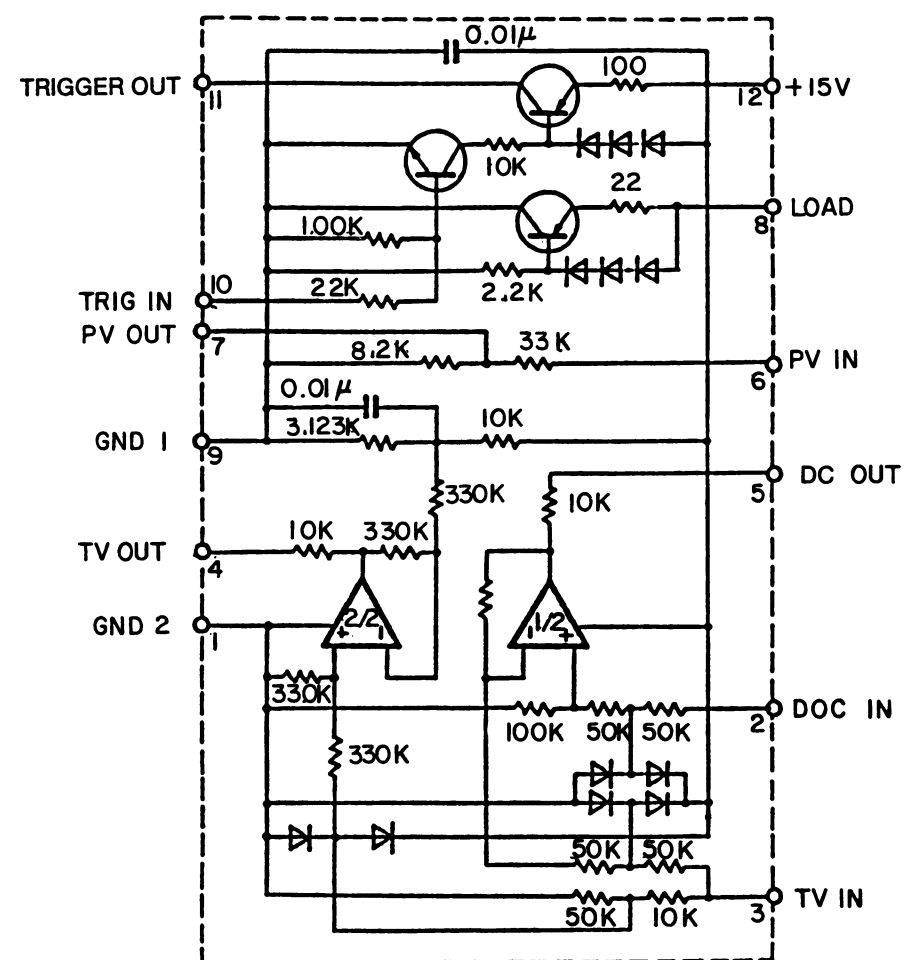 0.01μ
100
TRIGGER OUT
11
12
+15V
10K
22
LOAD
8
1.00K
10
22K
2.2K
TRIG IN
PV OUT
7
8.2K
33K
PV IN
6
0.01μ
10K
3.123K
GND 1
9
DC OUT
5
330K
10K
10K
330K
TV OUT
4
2/2
1/2
+
-
-
+
GND 2
1
330K
DOC IN
2
100K
50K
50K
330K
50K
50K
TV IN
3
50K
10K